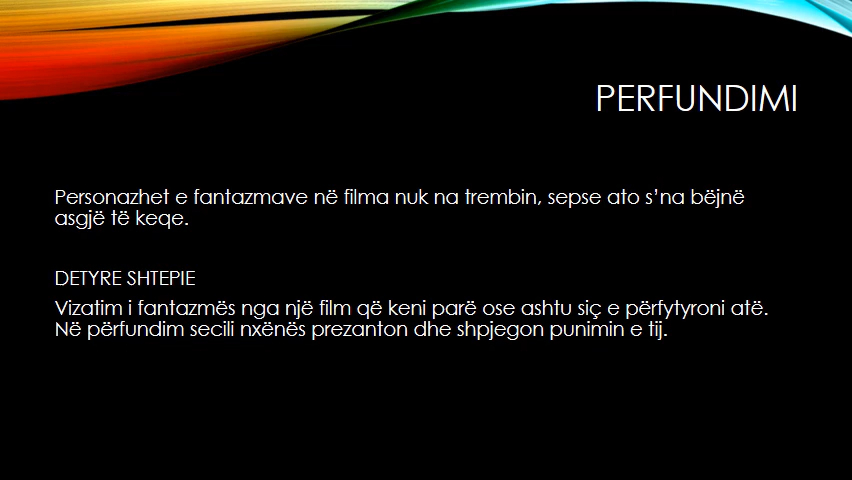 PERFUNDIMI
Personazhet e fantazmave në filma nuk na trembin, sepse ato s’na bëjnë
asgjë të keqe.
DETYRE SHTEPIE
Vizatim i fantazmës nga një film që keni parë ose ashtu siç e përfytyroni atë.
Në përfundim secili nxënës prezanton dhe shpjegon punimin e tij.